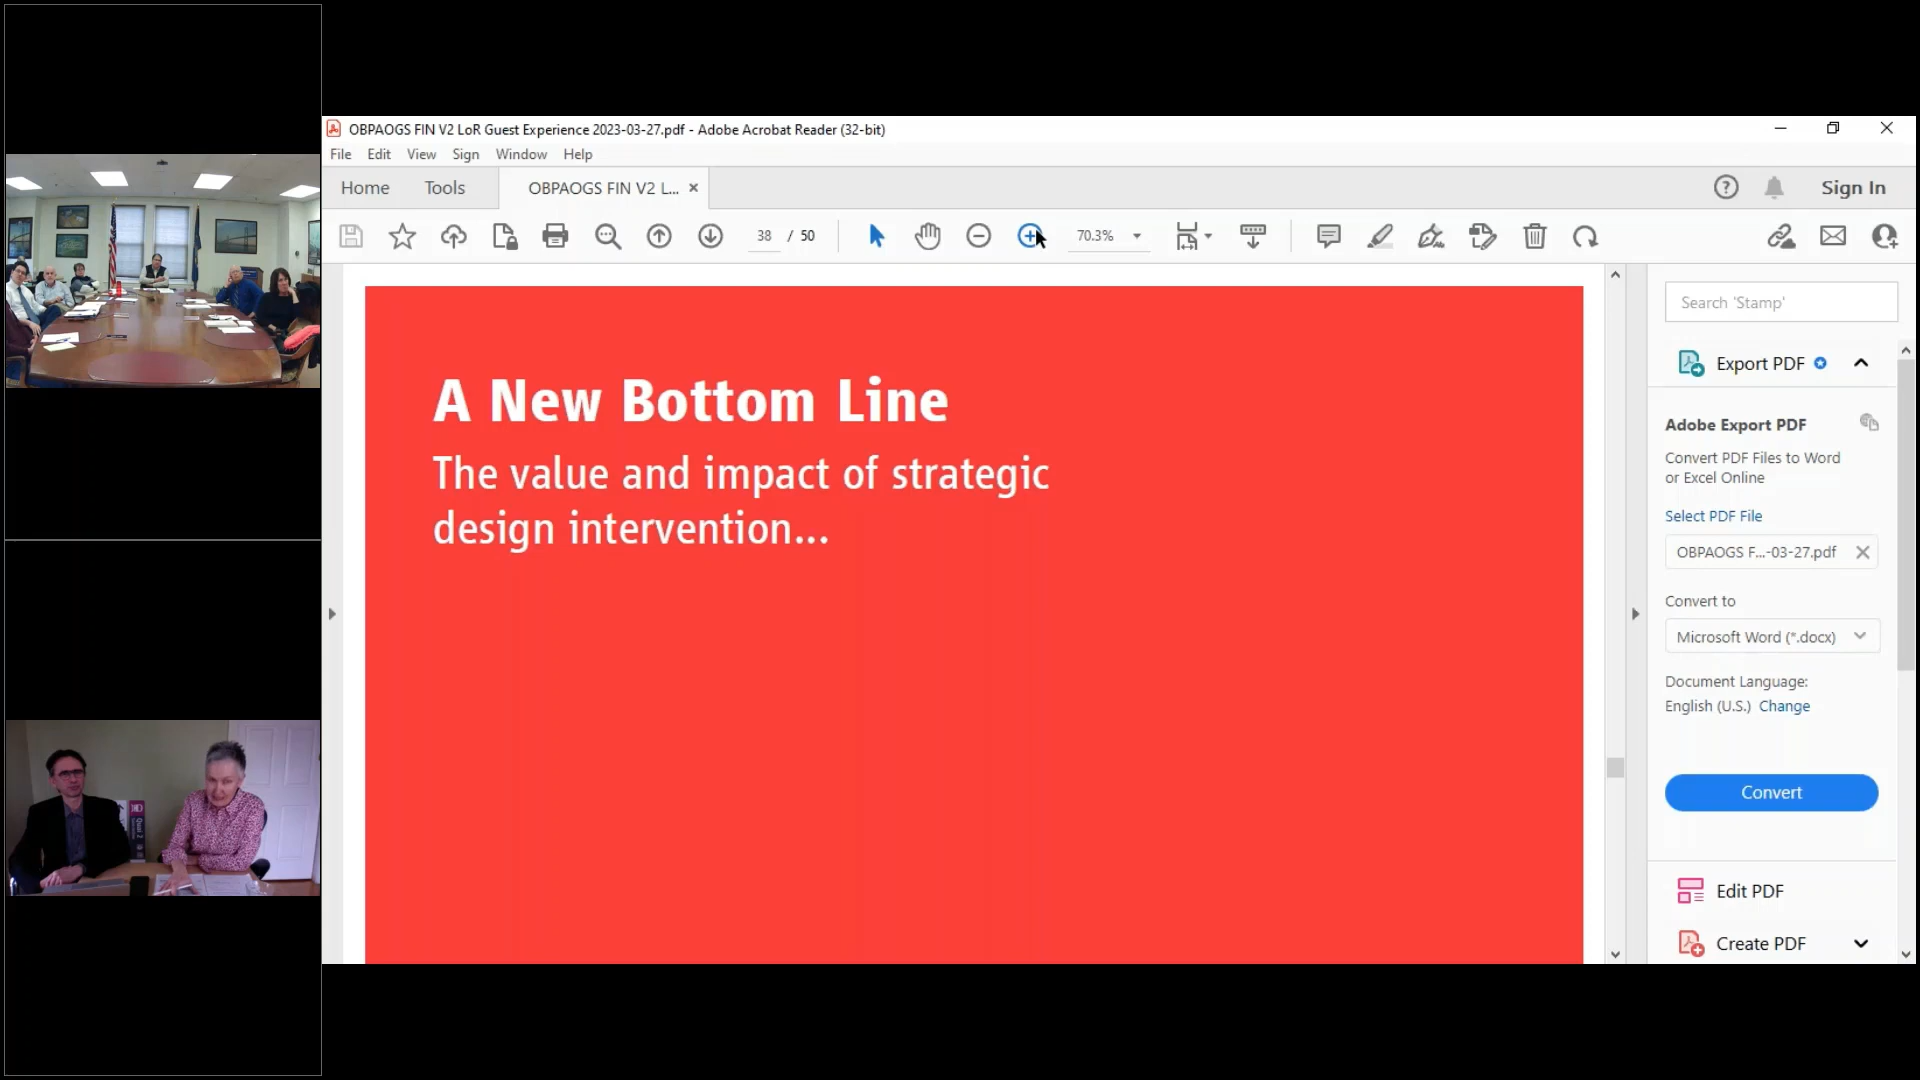 OBPAOGS FIN V2 LoR Guest Experience 2023-03-27.pdf - Adobe Acrobat Reader (32-bit)
File Edit View Sign Window Help
Home Tools OBPAOGS FIN V2 L... × Sign In
38 / 50 70.3%
A New Bottom Line
The value and impact of strategic
design intervention...
Search 'Stamp'
Export PDF
Adobe Export PDF
Convert PDF Files to Word
or Excel Online
Select PDF File
OBPAOGS F...-03-27.pdf
Convert to
Microsoft Word (*.docx)
Document Language:
English (U.S.) Change
Convert
Edit PDF
Create PDF